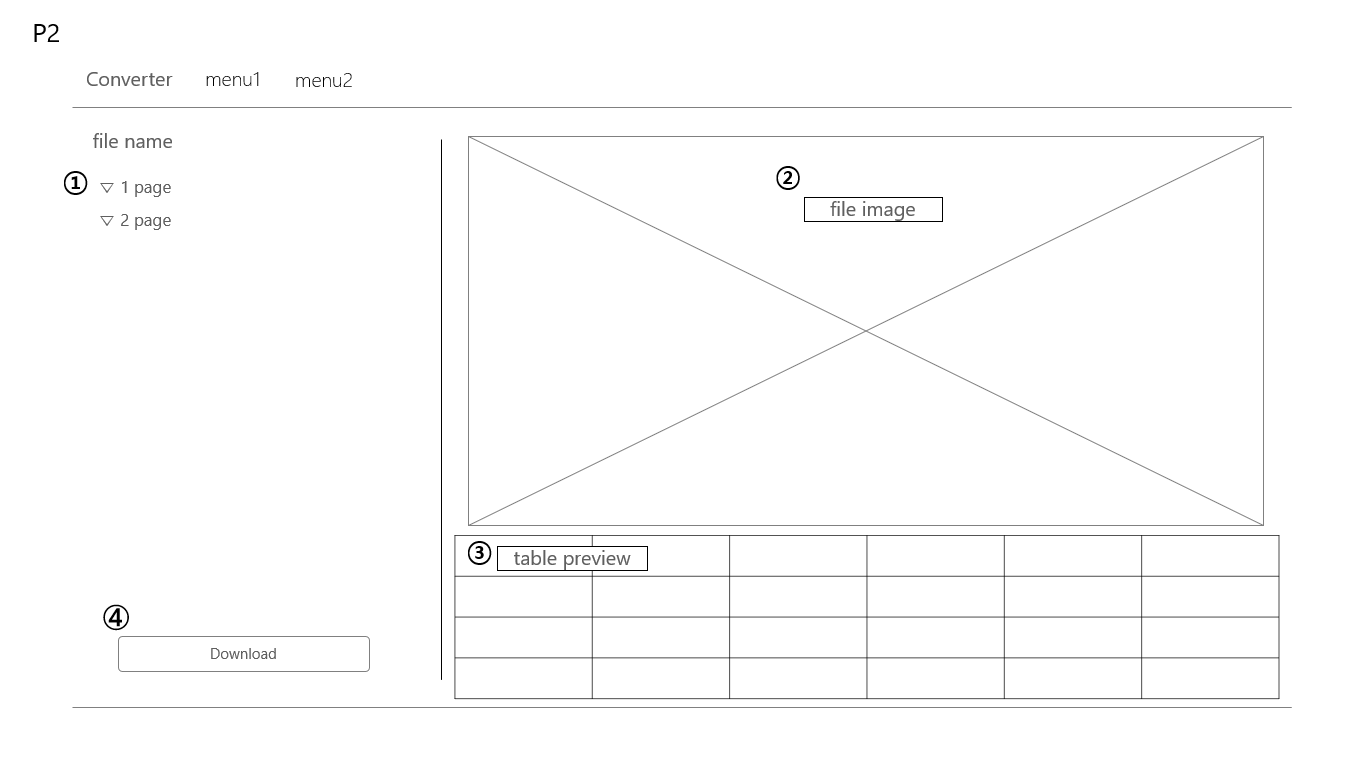 P2
Converter menu1 menu2
file name
① ▽ 1 page
▽ 2 page
②
file image
③ table preview
④
Download